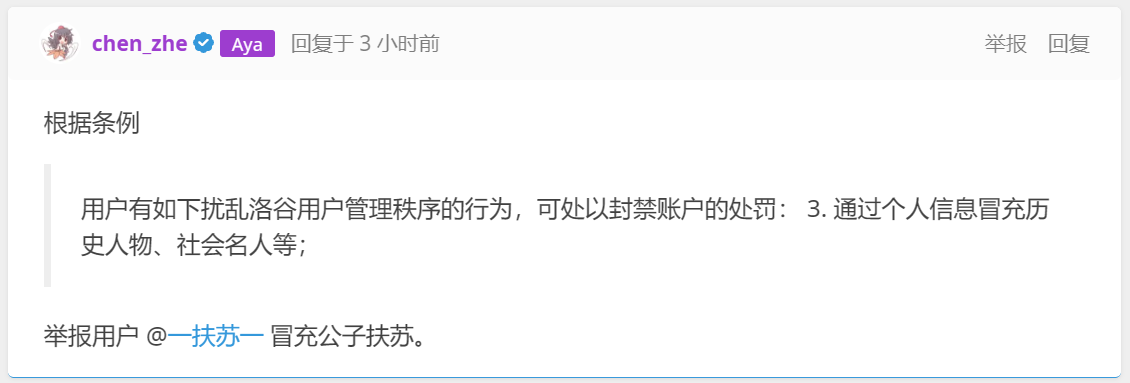 chen_zhe Aya 回复于 3 小时前 举报 回复
根据条例
用户有如下扰乱洛谷用户管理秩序的行为，可处以封禁账户的处罚： 3. 通过个人信息冒充历
史人物、社会名人等；
举报用户 @一扶苏一 冒充公子扶苏。